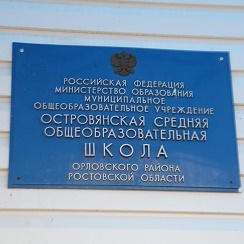 РОССИЙСКАЯ ФЕДЕРАЦИЯ
МИНИСТЕРСТВО ОБРАЗОВАНИЯ
МУНИЦИПАЛЬНОЕ
ОБЩЕОБРАЗОВАТЕЛЬНОЕ УЧРЕЖДЕНИЕ
ОСТРОВЯНСКАЯ СРЕДНЯЯ
ОБЩЕОБРАЗОВАТЕЛЬНАЯ
ШКОЛА
ОРЛОВСКОГО РАЙОНА
РОСТОВСКОЙ ОБЛАСТИ